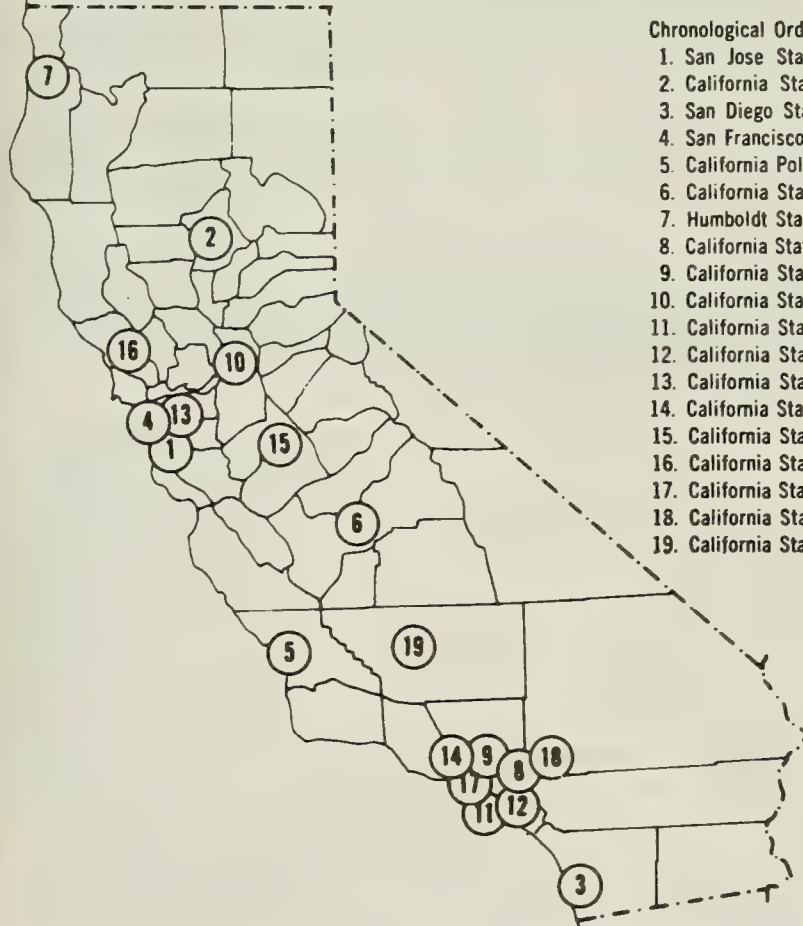 Chronological Ord
1. San Jose Sta
2. California Sta
3. San Diego Sta
4. San Francisco
5. California Pol
6. California Sta
7. Humboldt Sta
8. California Sta
9. California Sta
10. California Sta
11. California Sta
12. California Sta
13. California Sta
14. California Sta
15. California Sta
16. California Sta
17. California Sta
18. California Sta
19. California Sta
7
2
16
10
4
13
1
15
6
5
19
14
9
8
18
17
11
12
3